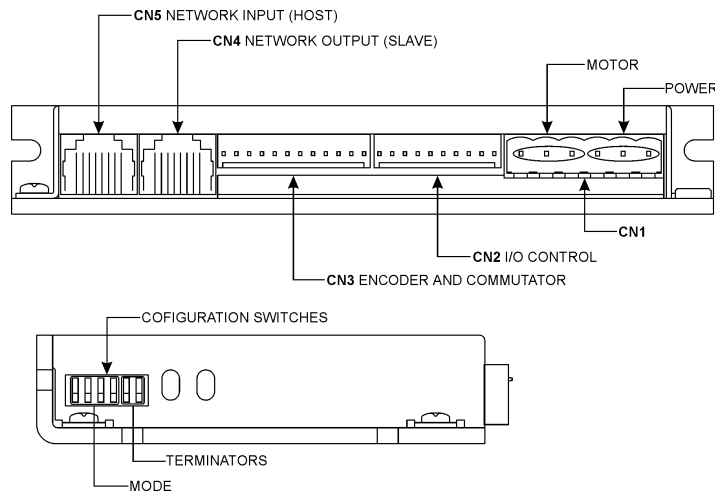 CN5 NETWORK INPUT (HOST)
CN4 NETWORK OUTPUT (SLAVE)
MOTOR
POWER
CN1
CN2 I/O CONTROL
CN3 ENCODER AND COMMUTATOR
COFIGURATION SWITCHES
TERMINATORS
MODE